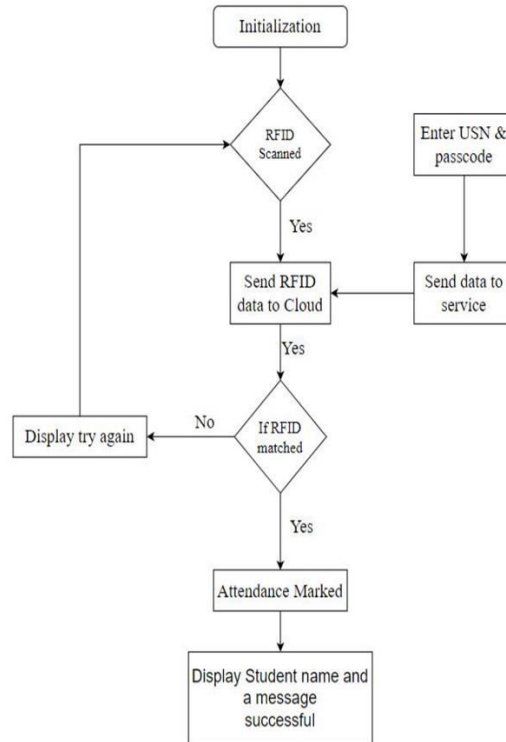 Initialization
RFID
Scanned
Enter USN &
passcode
Yes
Send RFID
data to Cloud
Send data to
service
Yes
No
Display try again
If RFID
matched
Yes
Attendance Marked
Display Student name and
a message
successful